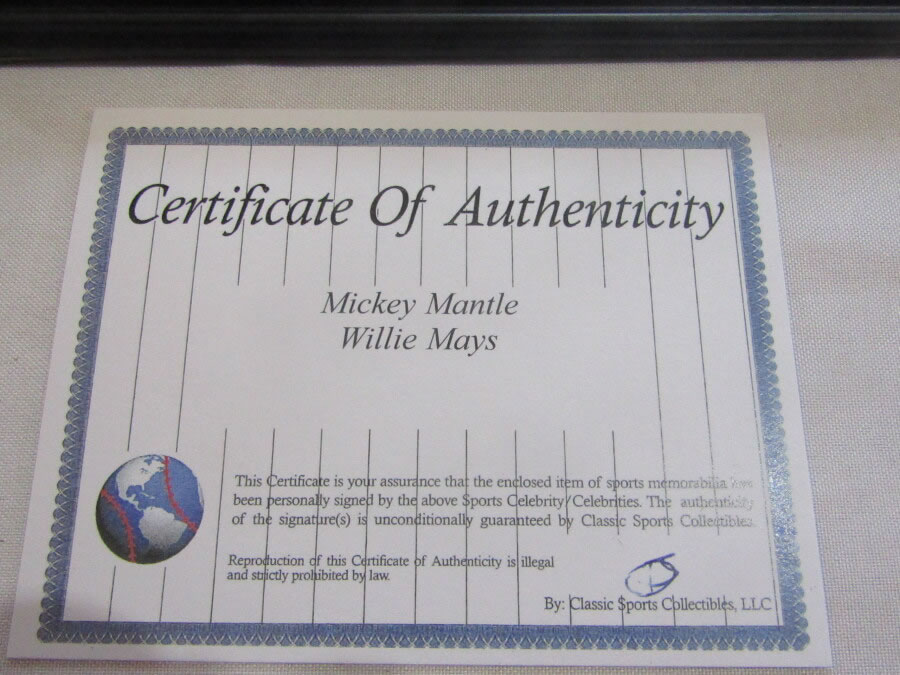 Certificate Of Authenticity
Mickey Mantle
Willie Mays
This Certificate is your assurance that the enclosed item of sports memorabilia
been personally signed by the above Sports Celebrity/Celebrities. The authenticity
of the signature(s) is unconditionally guaranteed by Classic Sports Collectibles.
Reproduction of this Certificate of Authenticity is illegal
and strictly prohibited by law.
By: Classic Sports Collectibles, LLC